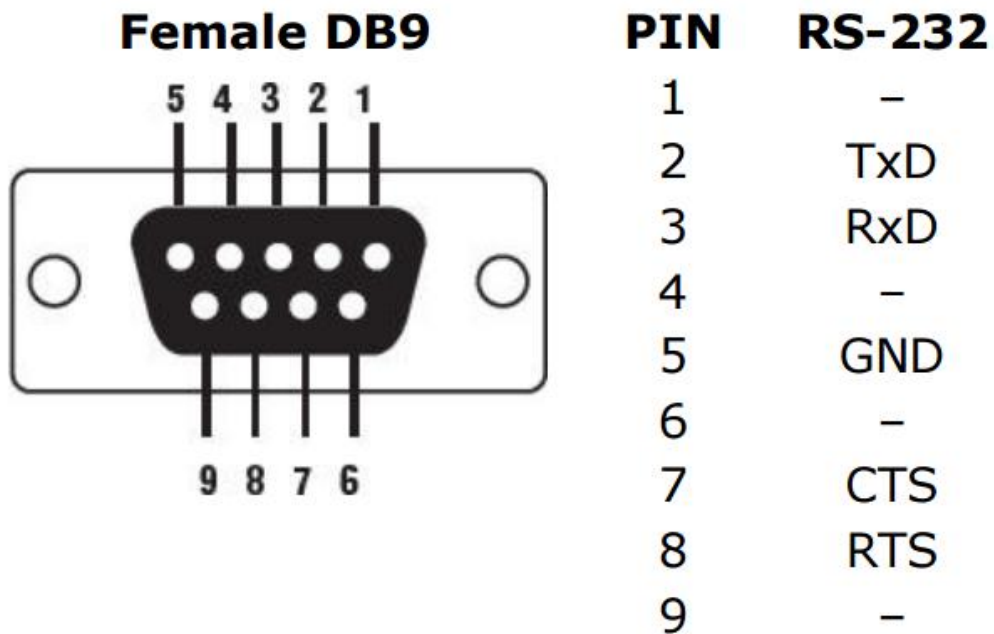 Female DB9 PIN RS-232
5 4 3 2 1
1 –
2 TxD
3 RxD
4 –
5 GND
6 –
7 CTS
8 RTS
9 –
9 8 7 6